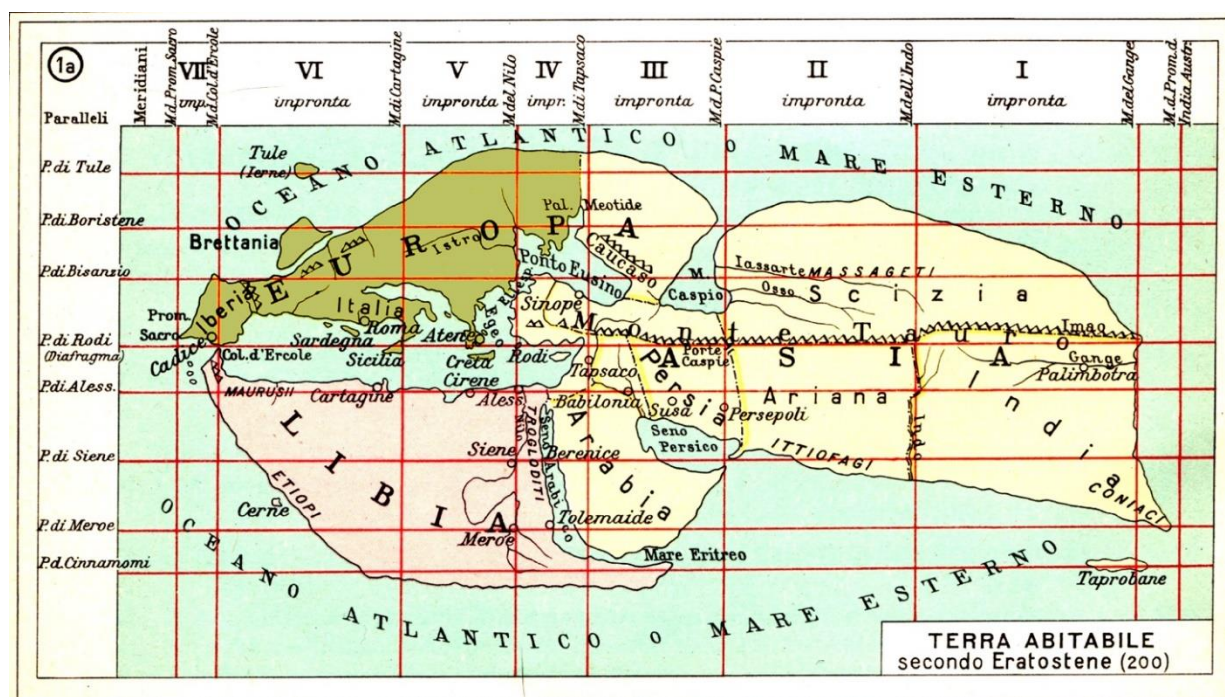 1a
Meridiani
M.d.Prom.Sacro
M.d.Col.d'Ercole
M.di Cartagine
M.del Nilo
M.di Tapsaco
M.d.P.Caspie
M.dell'Indo
M.del Gange
M.d.Prom.d.
India Austr.
VII
imp.
VI
impronta
V
impronta
IV
impr.
III
impronta
II
impronta
I
impronta
Paralleli
P.di Tule
P.di Boristene
P.di Bisansio
P.di Rodi
(Diafragma)
P.di Aless.
P.di Siene
P.di Meroe
P.d.Cinnamomi
OCEANO ATLANTICO O MARE ESTERNO
Tule
(Ierne)
Brettania
EUROPA
Istro
Pal. Meotide
Caucaso
Ponto Eusino
M.
Caspio
Iassarte
MASSAGETI
Osso
Scizia
Iberia
Prom.
Sacro
Cadice
Col.d'Ercole
Italia
Roma
Sardegna
Sicilia
Atene
Egeo
Ellesp.
Creta
Cirene
Sinope
Rodi
Monte Tauro
Imao
Porte
Caspie
ASIA
Gange
Palimbotra
Tapsaco
Persia
Ariana
India
Indo
MAURUSII
Cartagine
Aless.
Nilo
Babilonia
Susa
Persepoli
Seno
Persico
ITTIOFAGI
CONIACI
LIBIA
ETIOPI
Cerne
Siene
TROGLODITI
Seno Arabico
Berenice
Arabia
Tolemaide
Meroe
Mare Eritreo
Taprobane
OCEANO ATLANTICO O MARE ESTERNO
TERRA ABITABILE
secondo Eratostene (200)